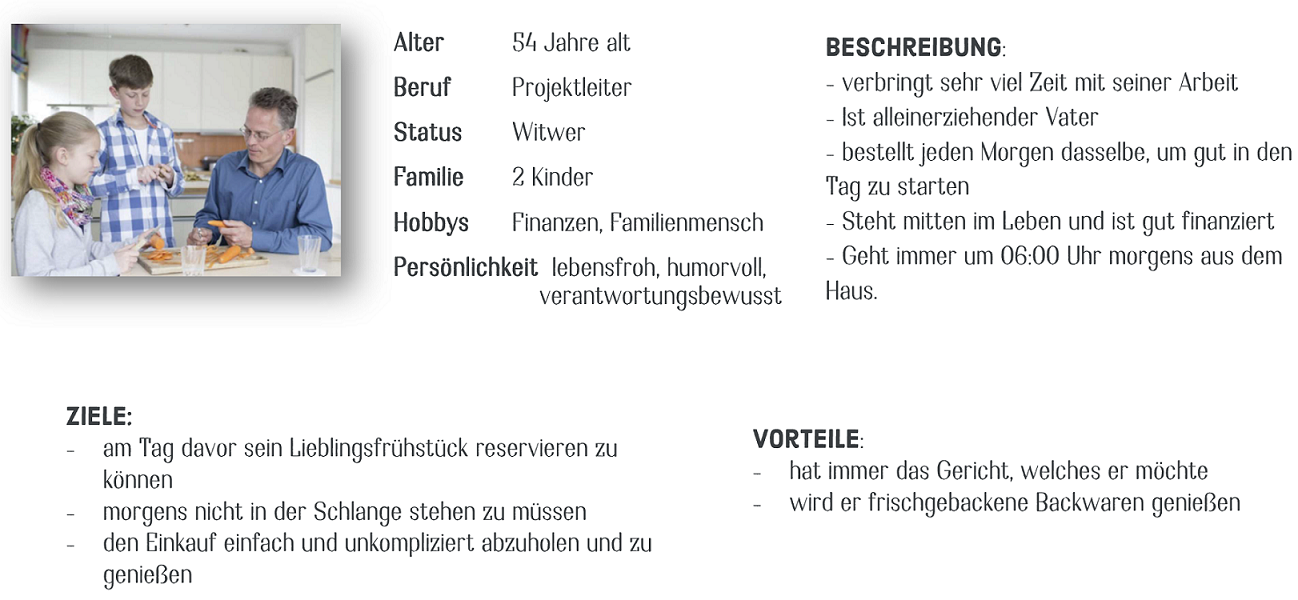 Alter 54 Jahre alt
Beruf Projektleiter
Status Witwer
Familie 2 Kinder
Hobbys Finanzen, Familienmensch
Persönlichkeit lebensfroh, humorvoll,
verantwortungsbewusst
BESCHREIBUNG:
- verbringt sehr viel Zeit mit seiner Arbeit
- Ist alleinerziehender Vater
- bestellt jeden Morgen dasselbe, um gut in den
Tag zu starten
- Steht mitten im Leben und ist gut finanziert
- Geht immer um 06:00 Uhr morgens aus dem
Haus.
ZIELE:
- am Tag davor sein Lieblingsfrühstück reservieren zu
können
- morgens nicht in der Schlange stehen zu müssen
- den Einkauf einfach und unkompliziert abzuholen und zu
genießen
VORTEILE:
- hat immer das Gericht, welches er möchte
- wird er frischgebackene Backwaren genießen